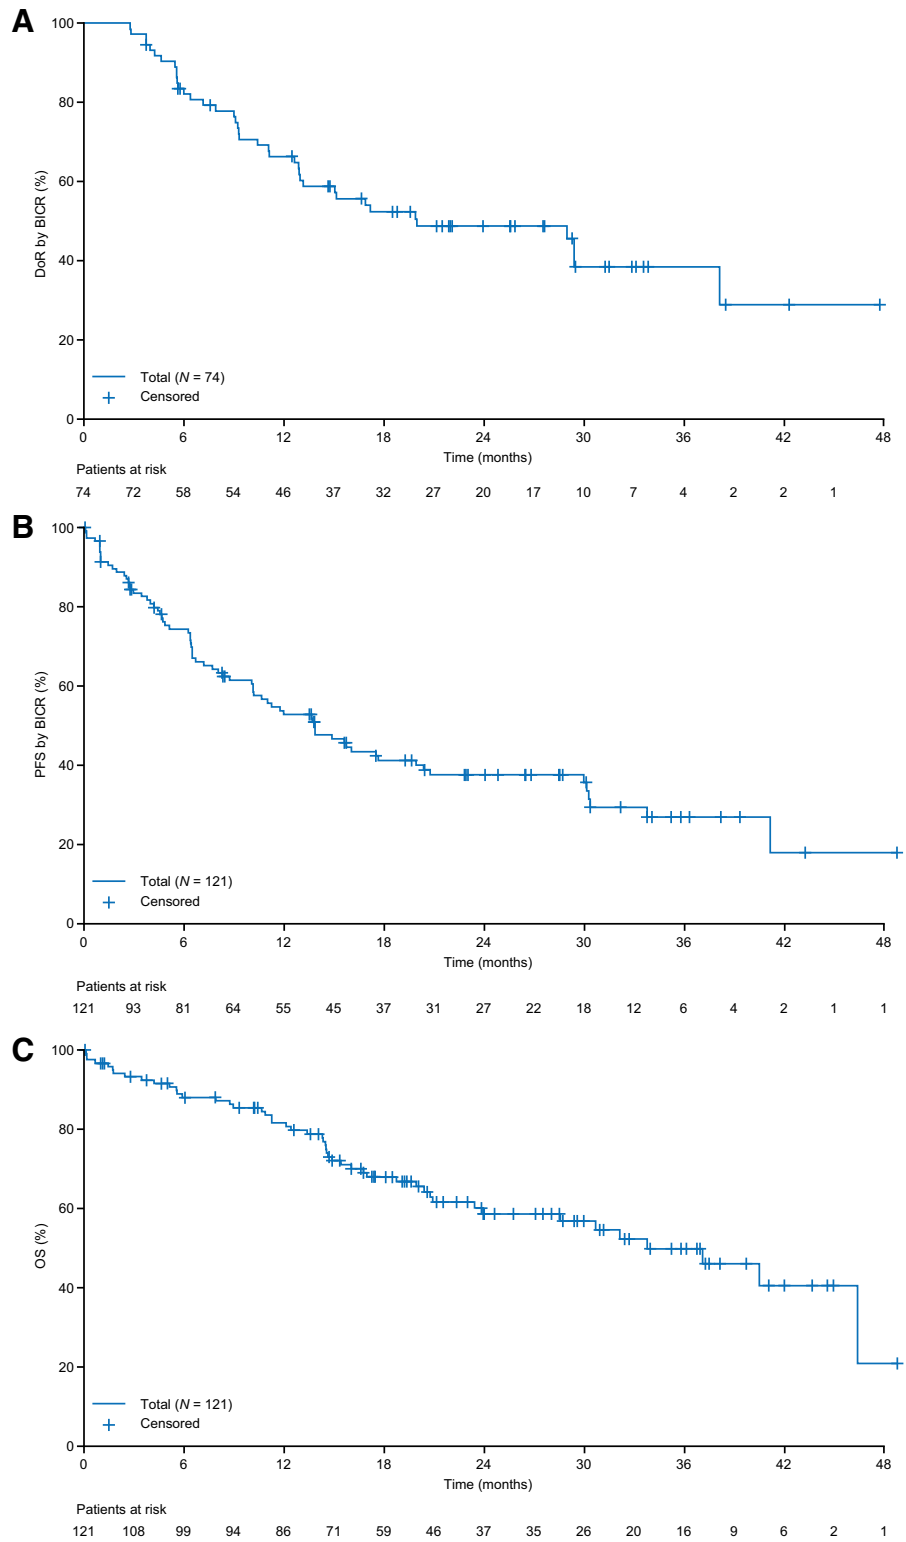 A
100
80
60
40
20
0
DoR by BICR (%)
Total (N = 74)
Censored
0 6 12 18 24 30 36 42 48
Time (months)
Patients at risk
74 72 58 54 46 37 32 27 20 17 10 7 4 2 2 1
B
100
80
60
40
20
0
PFS by BICR (%)
Total (N = 121)
Censored
0 6 12 18 24 30 36 42 48
Time (months)
Patients at risk
121 93 81 64 55 45 37 31 27 22 18 12 6 4 2 1 1
C
100
80
60
40
20
0
OS (%)
Total (N = 121)
Censored
0 6 12 18 24 30 36 42 48
Time (months)
Patients at risk
121 108 99 94 86 71 59 46 37 35 26 20 16 9 6 2 1